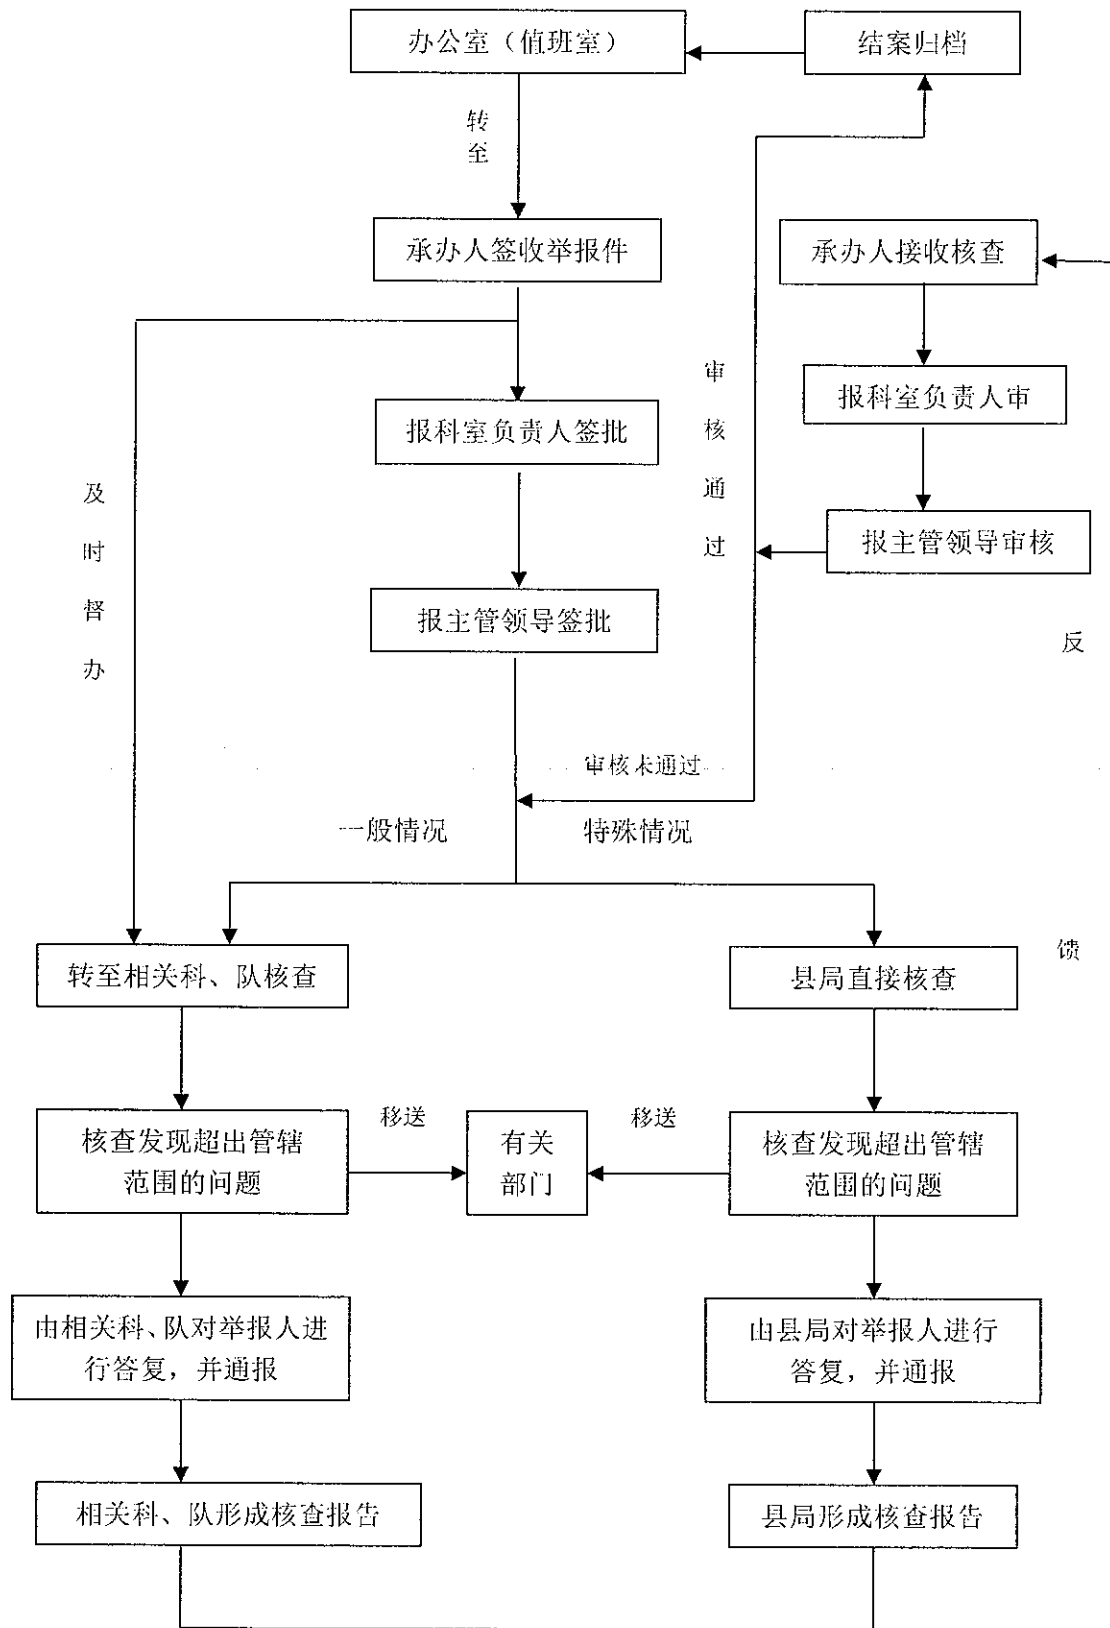 办公室（值班室）
结案归档
转
至
承办人签收举报件
承办人接收核查
报科室负责人审
审
核
通
过
报科室负责人签批
及
时
督
办
报主管领导审核
报主管领导签批
反
审核未通过
一般情况
特殊情况
馈
转至相关科、队核查
县局直接核查
核查发现超出管辖
范围的问题
移送
有关
部门
移送
核查发现超出管辖
范围的问题
由相关科、队对举报人进
行答复，并通报
由县局对举报人进行
答复，并通报
相关科、队形成核查报告
县局形成核查报告